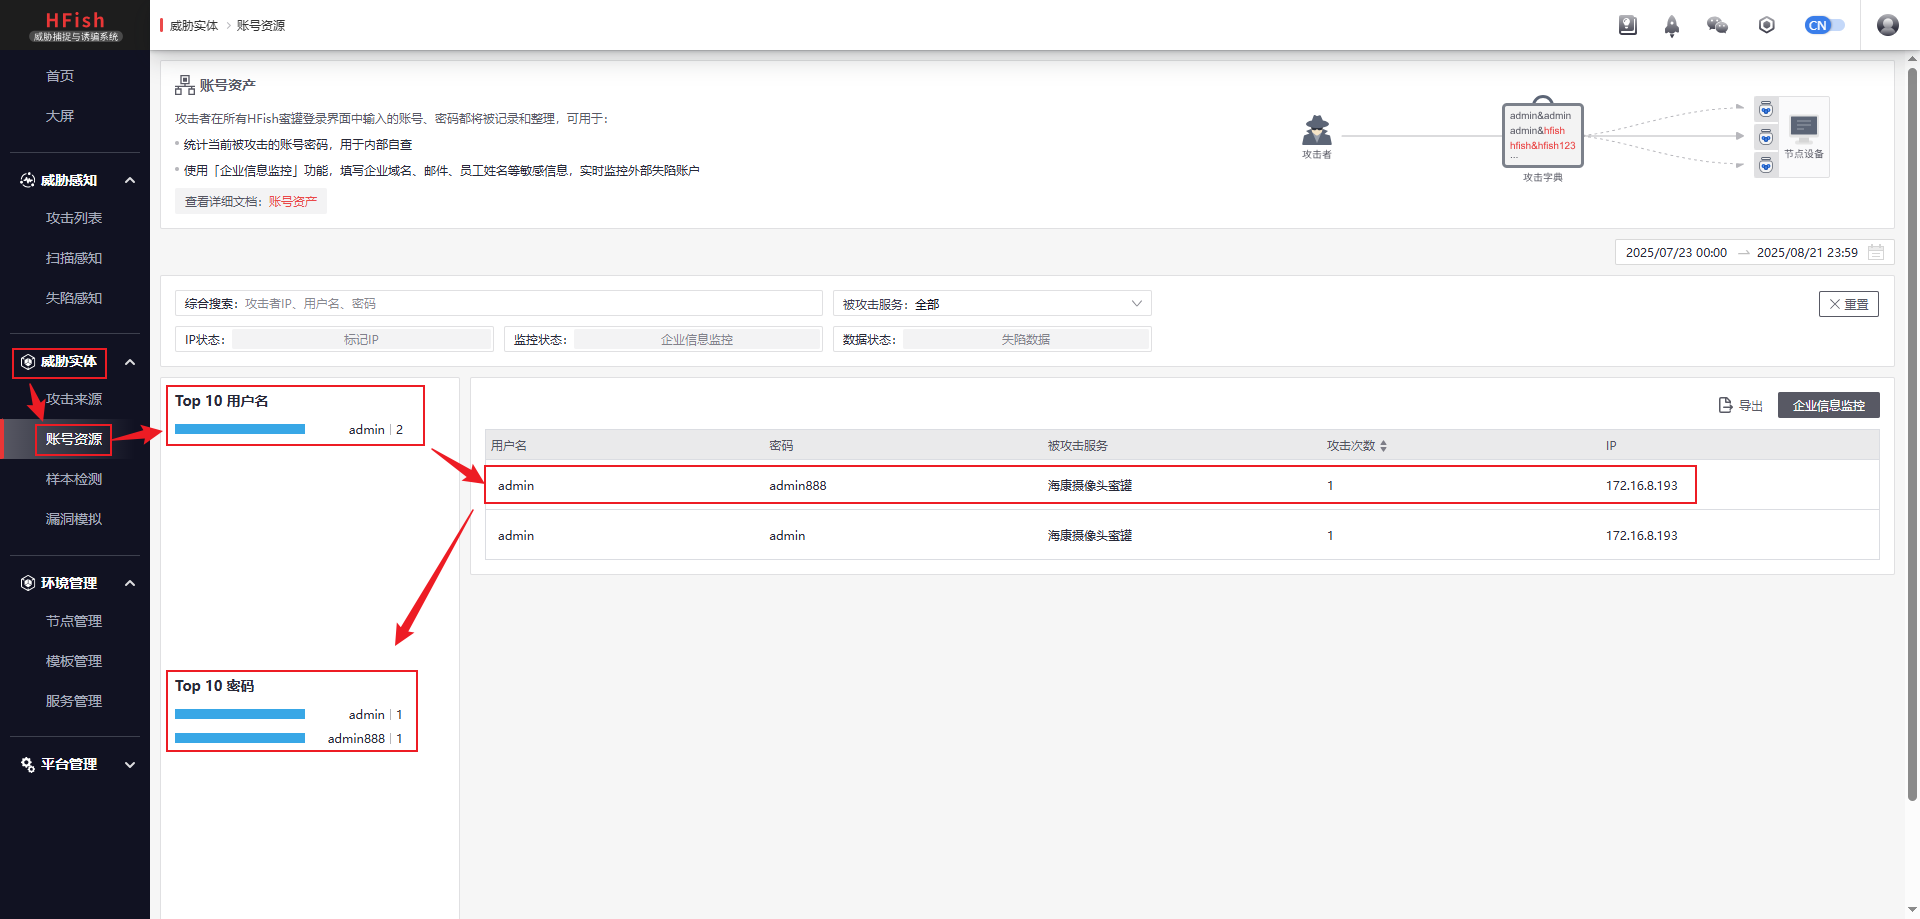 HFish
威胁捕捉与诱骗系统
威胁实体 > 账号资源
CN
首页
大屏
威胁感知
攻击列表
扫描感知
失陷感知
威胁实体
攻击来源
账号资源
样本检测
漏洞模拟
环境管理
节点管理
模板管理
服务管理
平台管理
账号资产
攻击者在所有HFish蜜罐登录界面中输入的账号、密码都将被记录和整理，可用于：
统计当前被攻击的账号密码，用于内部自查
使用「企业信息监控」功能，填写企业域名、邮件、员工姓名等敏感信息，实时监控外部失陷账户
查看详细文档：账号资产
攻击者
admin&admin
admin&hfish
hfish&hfish123
...
攻击字典
节点设备
2025/07/23 00:00 → 2025/08/21 23:59
综合搜索： 攻击者IP、用户名、密码
被攻击服务： 全部
重置
IP状态： 标记IP
监控状态： 企业信息监控
数据状态： 失陷数据
Top 10 用户名
admin | 2
Top 10 密码
admin | 1
admin888 | 1
导出 企业信息监控
用户名 密码 被攻击服务 攻击次数 IP
admin admin888 海康摄像头蜜罐 1 172.16.8.193
admin admin 海康摄像头蜜罐 1 172.16.8.193